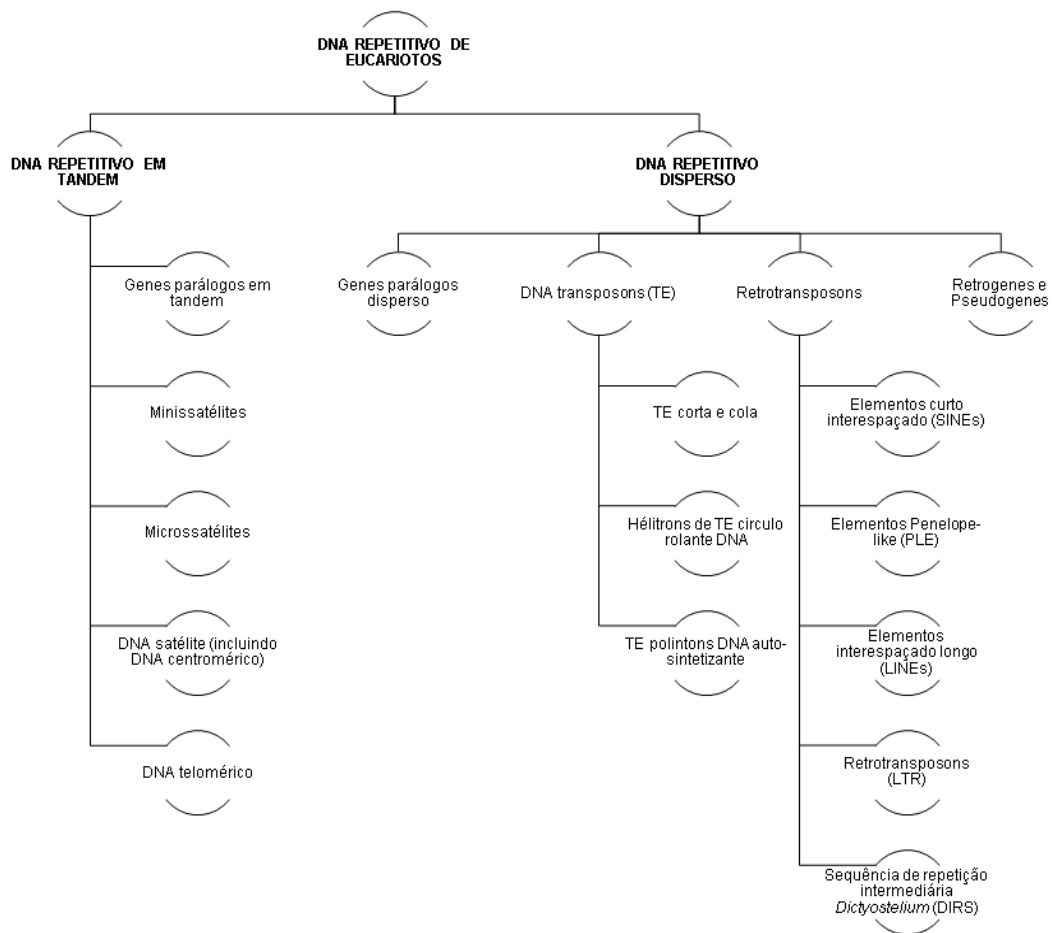 DNA REPETITIVO DE
EUCARIOTOS
DNA REPETITIVO EM
TANDEM
DNA REPETITIVO
DISPERSO
Genes parálogos em
tandem
Minissatélites
Microssatélites
DNA satélite (incluindo
DNA centromérico)
DNA telomérico
Genes parálogos
disperso
DNA transposons (TE)
TE corta e cola
Hélitrons de TE circulo
rolante DNA
TE polintons DNA auto-
sintetizante
Retrotransposons
Elementos curto
interespaçado (SINEs)
Elementos Penelope-
like (PLE)
Elementos
interespaçado longo
(LINEs)
Retrotransposons
(LTR)
Sequência de repetição
intermediária
Dictyostelium (DIRS)
Retrogenes e
Pseudogenes